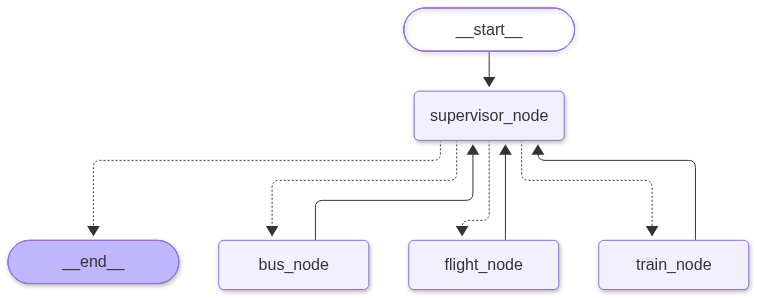 __start__
supervisor_node
__end__
bus_node
flight_node
train_node